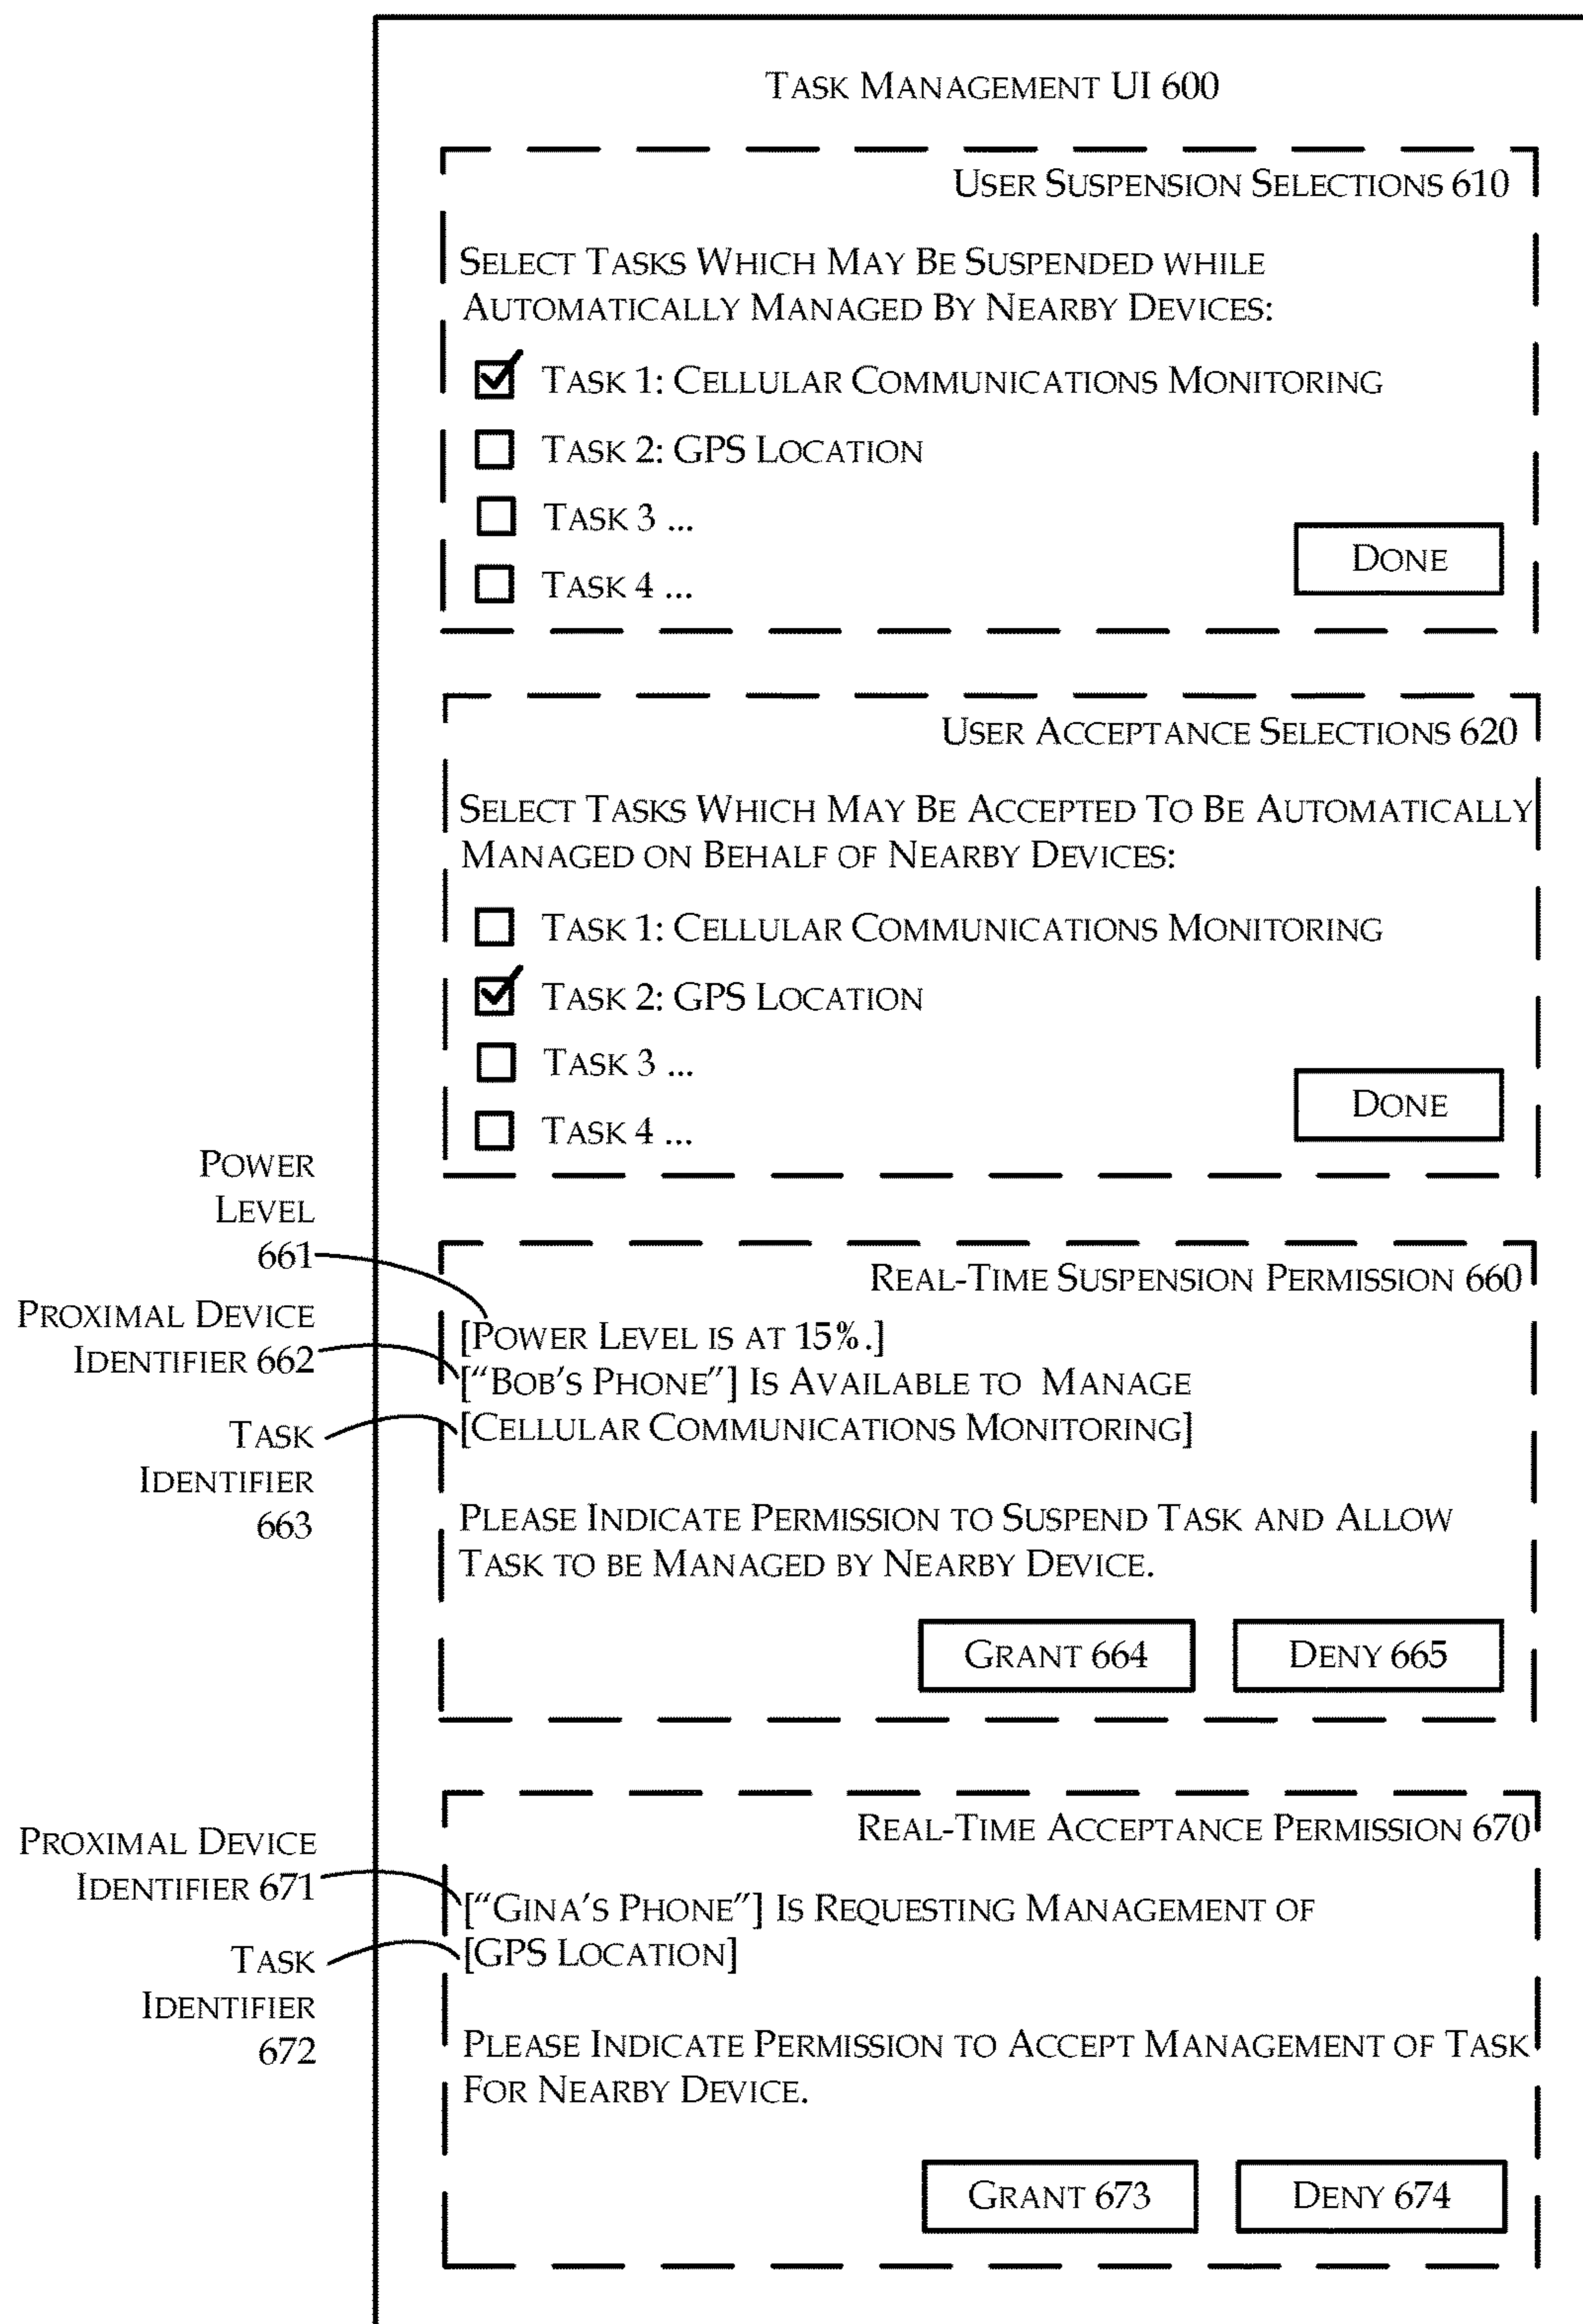 Task Management UI 600
User Suspension Selections 610
Select Tasks Which May Be Suspended while
Automatically Managed By Nearby Devices:
Task 1: Cellular Communications Monitoring
Task 2: GPS Location
Task 3 ...
Task 4 ...
Done
User Acceptance Selections 620
Select Tasks Which May Be Accepted To Be Automatically
Managed on Behalf of Nearby Devices:
Task 1: Cellular Communications Monitoring
Task 2: GPS Location
Task 3 ...
Task 4 ...
Done
Power
Level
661
Proximal Device
Identifier 662
Task
Identifier
663
Real-Time Suspension Permission 660
[Power Level is at 15%.]
["Bob's Phone"] Is Available to Manage
[Cellular Communications Monitoring]
Please Indicate Permission to Suspend Task and Allow
Task to be Managed by Nearby Device.
Grant 664
Deny 665
Proximal Device
Identifier 671
Task
Identifier
672
Real-Time Acceptance Permission 670
["Gina's Phone"] Is Requesting Management of
[GPS Location]
Please Indicate Permission to Accept Management of Task
For Nearby Device.
Grant 673
Deny 674